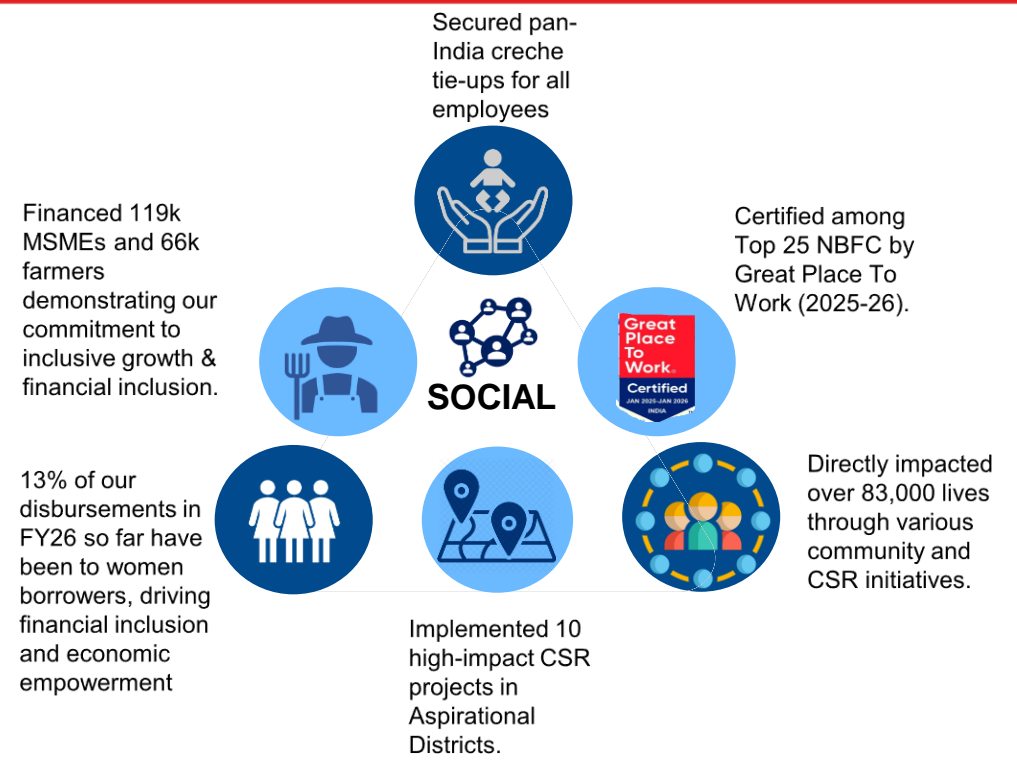 Secured pan-
India creche
tie-ups for all
employees
Financed 119k
MSMEs and 66k
farmers
demonstrating our
commitment to
inclusive growth &
financial inclusion.
Certified among
Top 25 NBFC by
Great Place To
Work (2025-26).
Great
Place
To
Work.
Certified
JAN 2025-JAN 2026
INDIA
SOCIAL
13% of our
disbursements in
FY26 so far have
been to women
borrowers, driving
financial inclusion
and economic
empowerment
Implemented 10
high-impact CSR
projects in
Aspirational
Districts.
Directly impacted
over 83,000 lives
through various
community and
CSR initiatives.